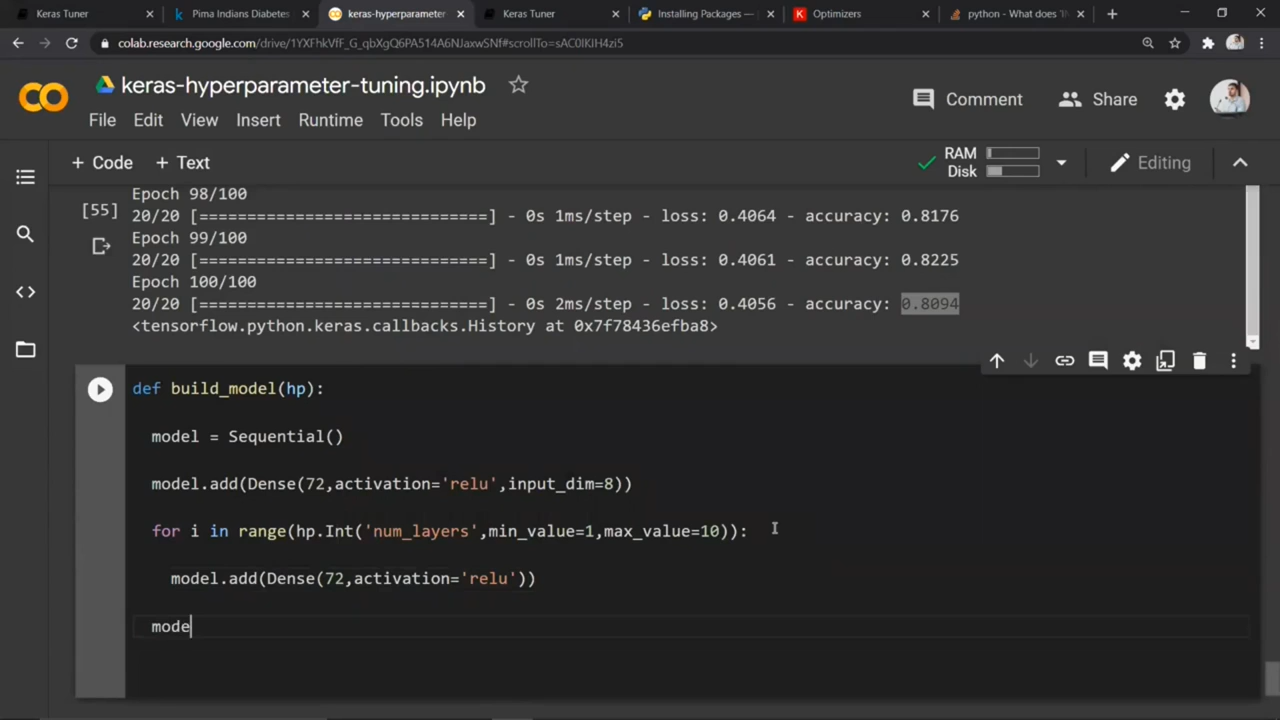 Keras Tuner
Pima Indians Diabetes
keras-hyperparameter-tuning
Keras Tuner
Installing Packages —
Optimizers
python - What does '!!
colab.research.google.com/drive/1YXFhkVfF_G_qbXgQ6PA514A6NJaxwSNf#scrollTo=sAC0IKIH4zi5
keras-hyperparameter-tuning.ipynb
Comment
Share
File Edit View Insert Runtime Tools Help
+ Code + Text
RAM
Disk
Editing
Epoch 98/100
[55]
20/20 [==============================] - 0s 1ms/step - loss: 0.4064 - accuracy: 0.8176
Epoch 99/100
20/20 [==============================] - 0s 1ms/step - loss: 0.4061 - accuracy: 0.8225
Epoch 100/100
20/20 [==============================] - 0s 2ms/step - loss: 0.4056 - accuracy: 0.8094
<tensorflow.python.keras.callbacks.History at 0x7f78436efba8>
def build_model(hp):
model = Sequential()
model.add(Dense(72,activation='relu',input_dim=8))
for i in range(hp.Int('num_layers',min_value=1,max_value=10)):
model.add(Dense(72,activation='relu'))
mode